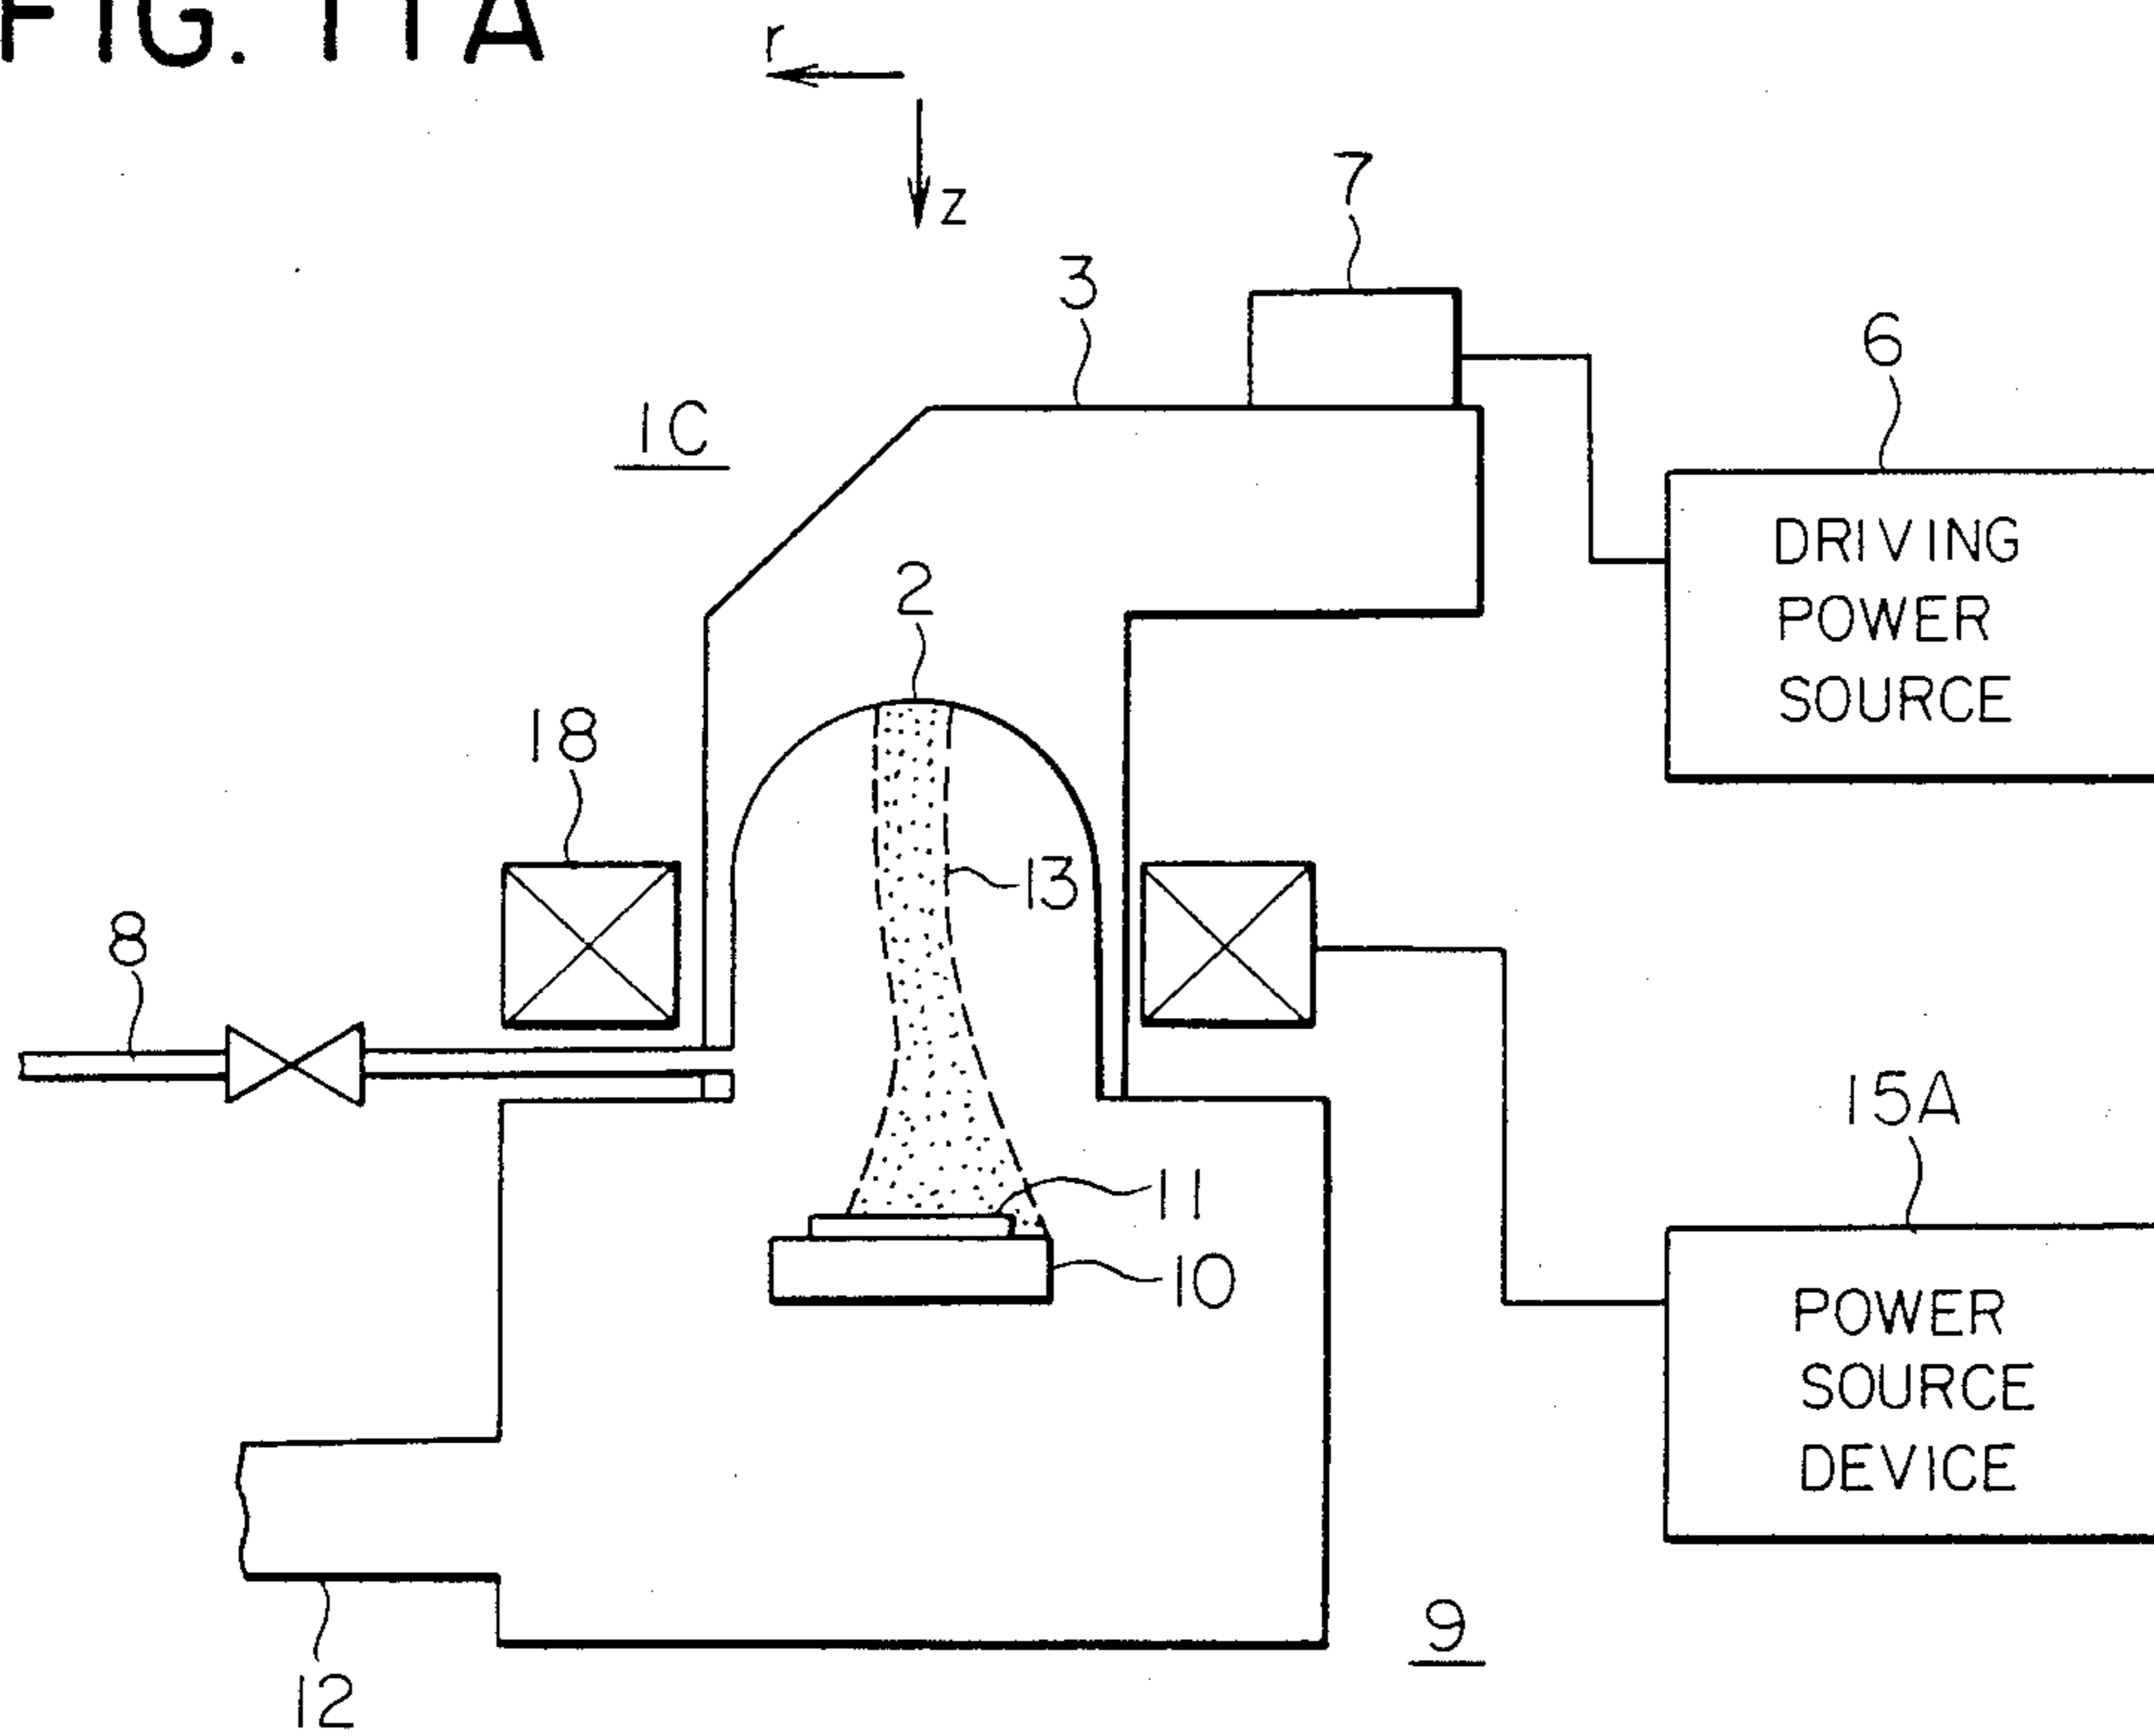 FIG. 11A
r
z
7
3
6
1C
DRIVING
POWER
SOURCE
2
18
13
8
15A
11
10
POWER
SOURCE
DEVICE
9
12